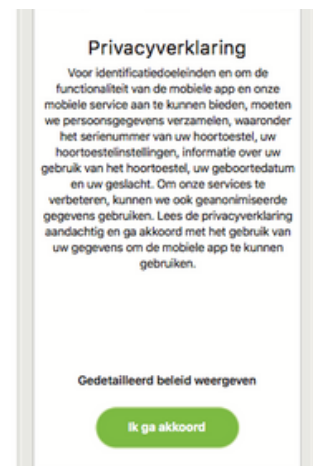 Privacyverklaring
Voor identificatiedoeleinden en om de
functionaliteit van de mobiele app en onze
mobiele service aan te kunnen bieden, moeten
we persoonsgegevens verzamelen, waaronder
het serienummer van uw hoortoestel, uw
hoortoestelinstellingen, informatie over uw
gebruik van het hoortoestel, uw geboortedatum
en uw geslacht. Om onze services te
verbeteren, kunnen we ook geanonimiseerde
gegevens gebruiken. Lees de privacyverklaring
aandachtig en ga akkoord met het gebruik van
uw gegevens om de mobiele app te kunnen
gebruiken.
Gedetailleerd beleid weergeven
Ik ga akkoord